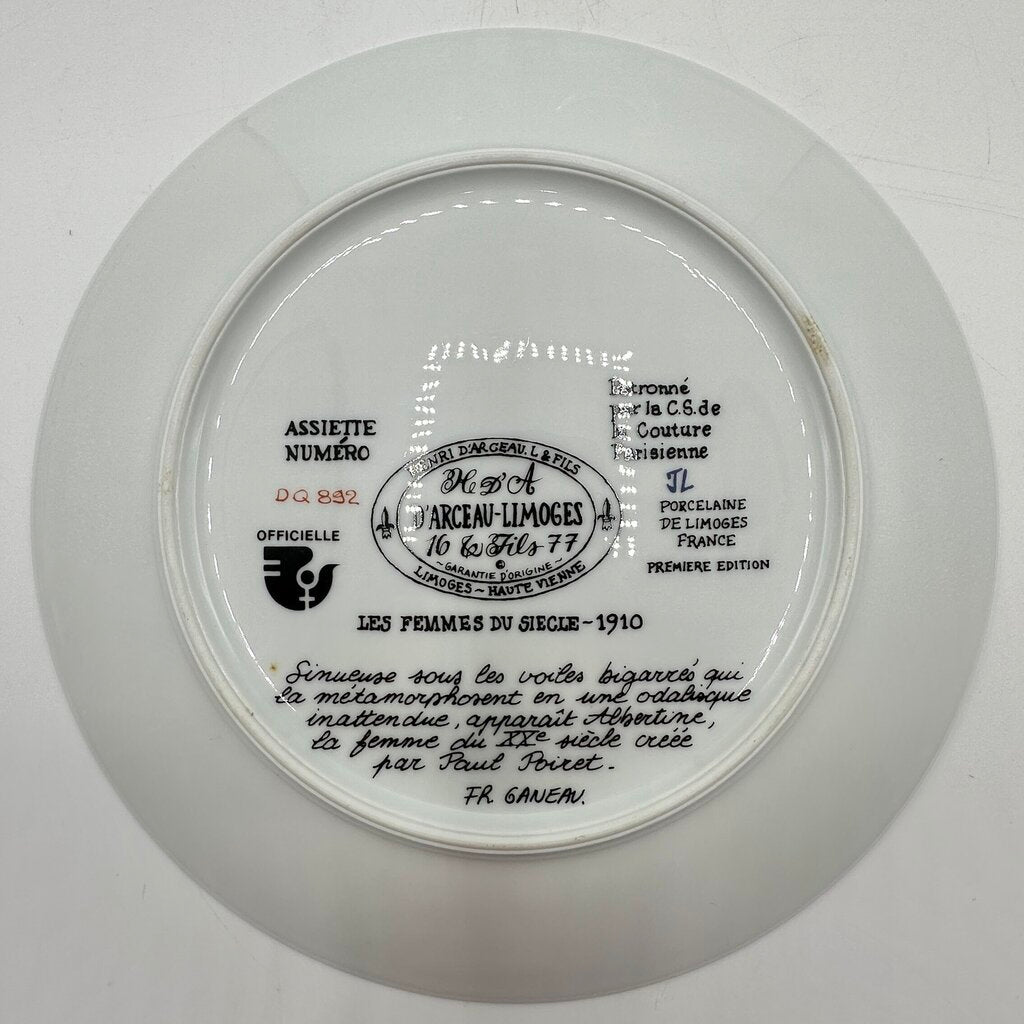 ASSIETTE
NUMÉRO
DQ 892
OFFICIELLE
HENRI D'ARCEAU. L & FILS
H D'A
D'ARCEAU-LIMOGES
16 & Fils 77
©
~GARANTIE D'ORIGINE~
LIMOGES~HAUTE VIENNE
Patronné
par la C.S. de
la Couture
Parisienne
JL
PORCELAINE
DE LIMOGES
FRANCE
PREMIERE EDITION
LES FEMMES DU SIECLE~1910
Sinueuse sous les voiles bigarrés qui
la métamorphosent en une odalisque
inattendue, apparaît Albertine,
la femme du XXe siècle créée
par Paul Poiret.
FR. GANEAU.